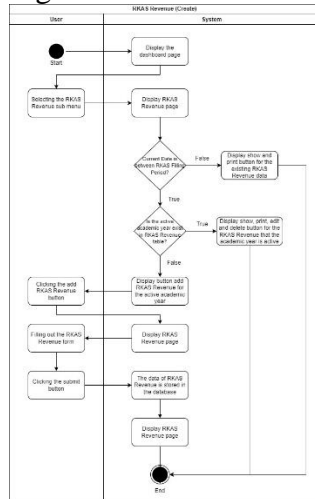 RKAS Revenue (Create)
User
System
Start
Display the
dashboard page
Selecting the RKAS
Revenue sub menu
Display RKAS
Revenue page
Current Date is
between RKAS Filling
Period?
False
Display show and
print button for the
existing RKAS
Revenue data
True
Is the active
academic year exist
in RKAS Revenue
table?
True
Display show, print, edit
and delete button for the
RKAS Revenue that the
academic year is active
False
Clicking the add
RKAS Revenue
button
Display button add
RKAS Revenue for
the active academic
year
Display RKAS
Revenue page
Filling out the RKAS
Revenue form
Clicking the submit
button
The data of RKAS
Revenue is stored in
the database
Display RKAS
Revenue page
End